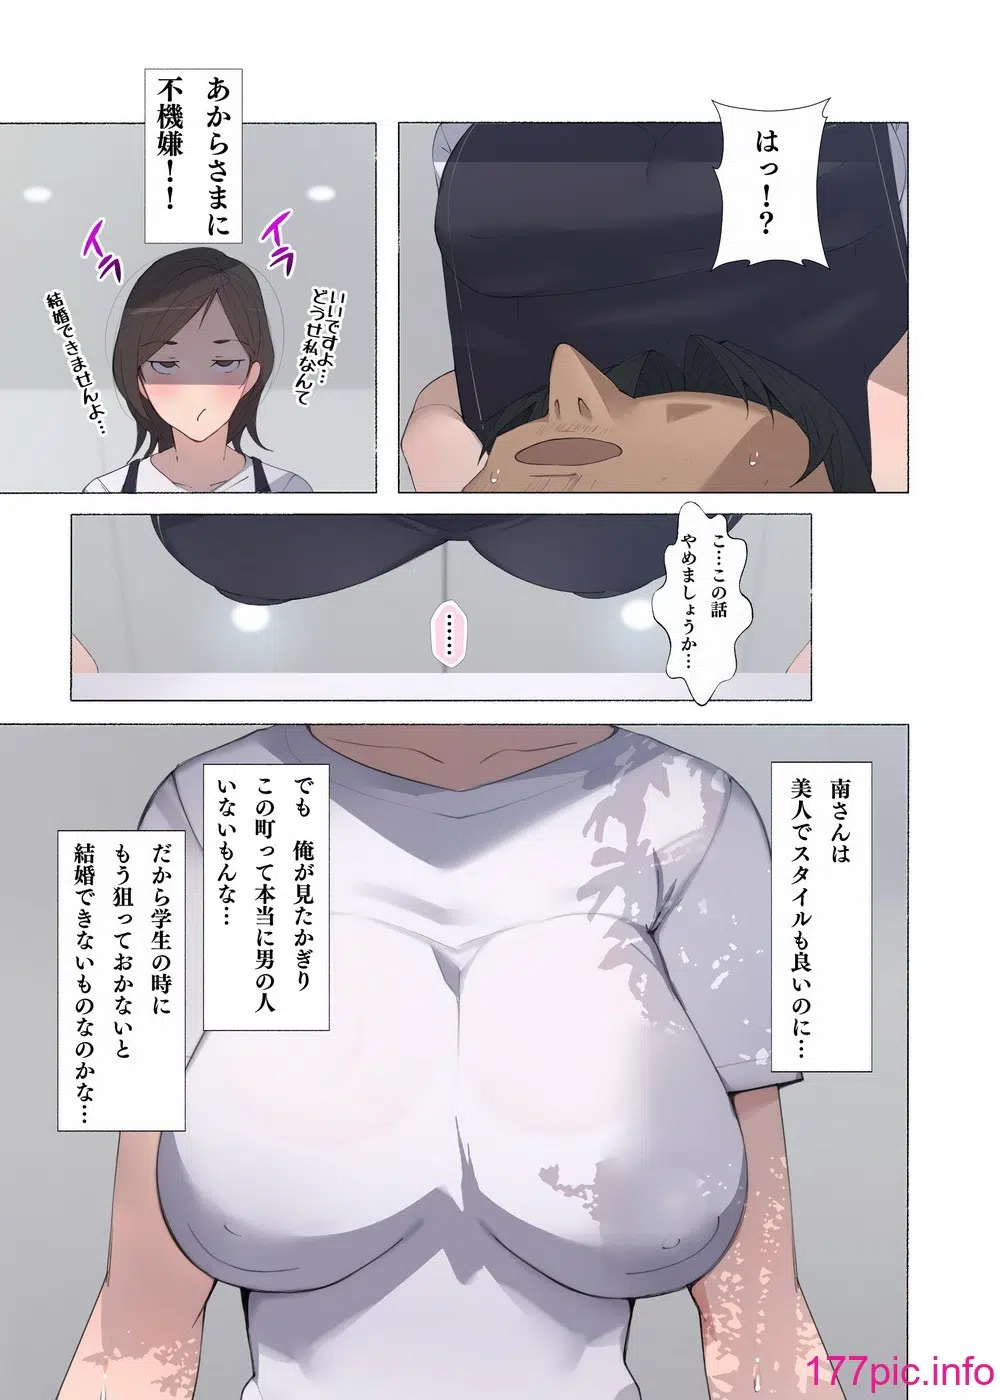 はっ！？
あからさまに
不機嫌！！
イラ
イラ
いいですよ…
どうせ私なんて
結婚できませんよ…
こ…この話
やめましょうか…
……
南さんは
美人でスタイルも良いのに…
でも　俺が見たかぎり
この町って本当に男の人
いないもんな…
だから学生の時に
もう狙っておかないと
結婚できないものなのかな…
177pic.info